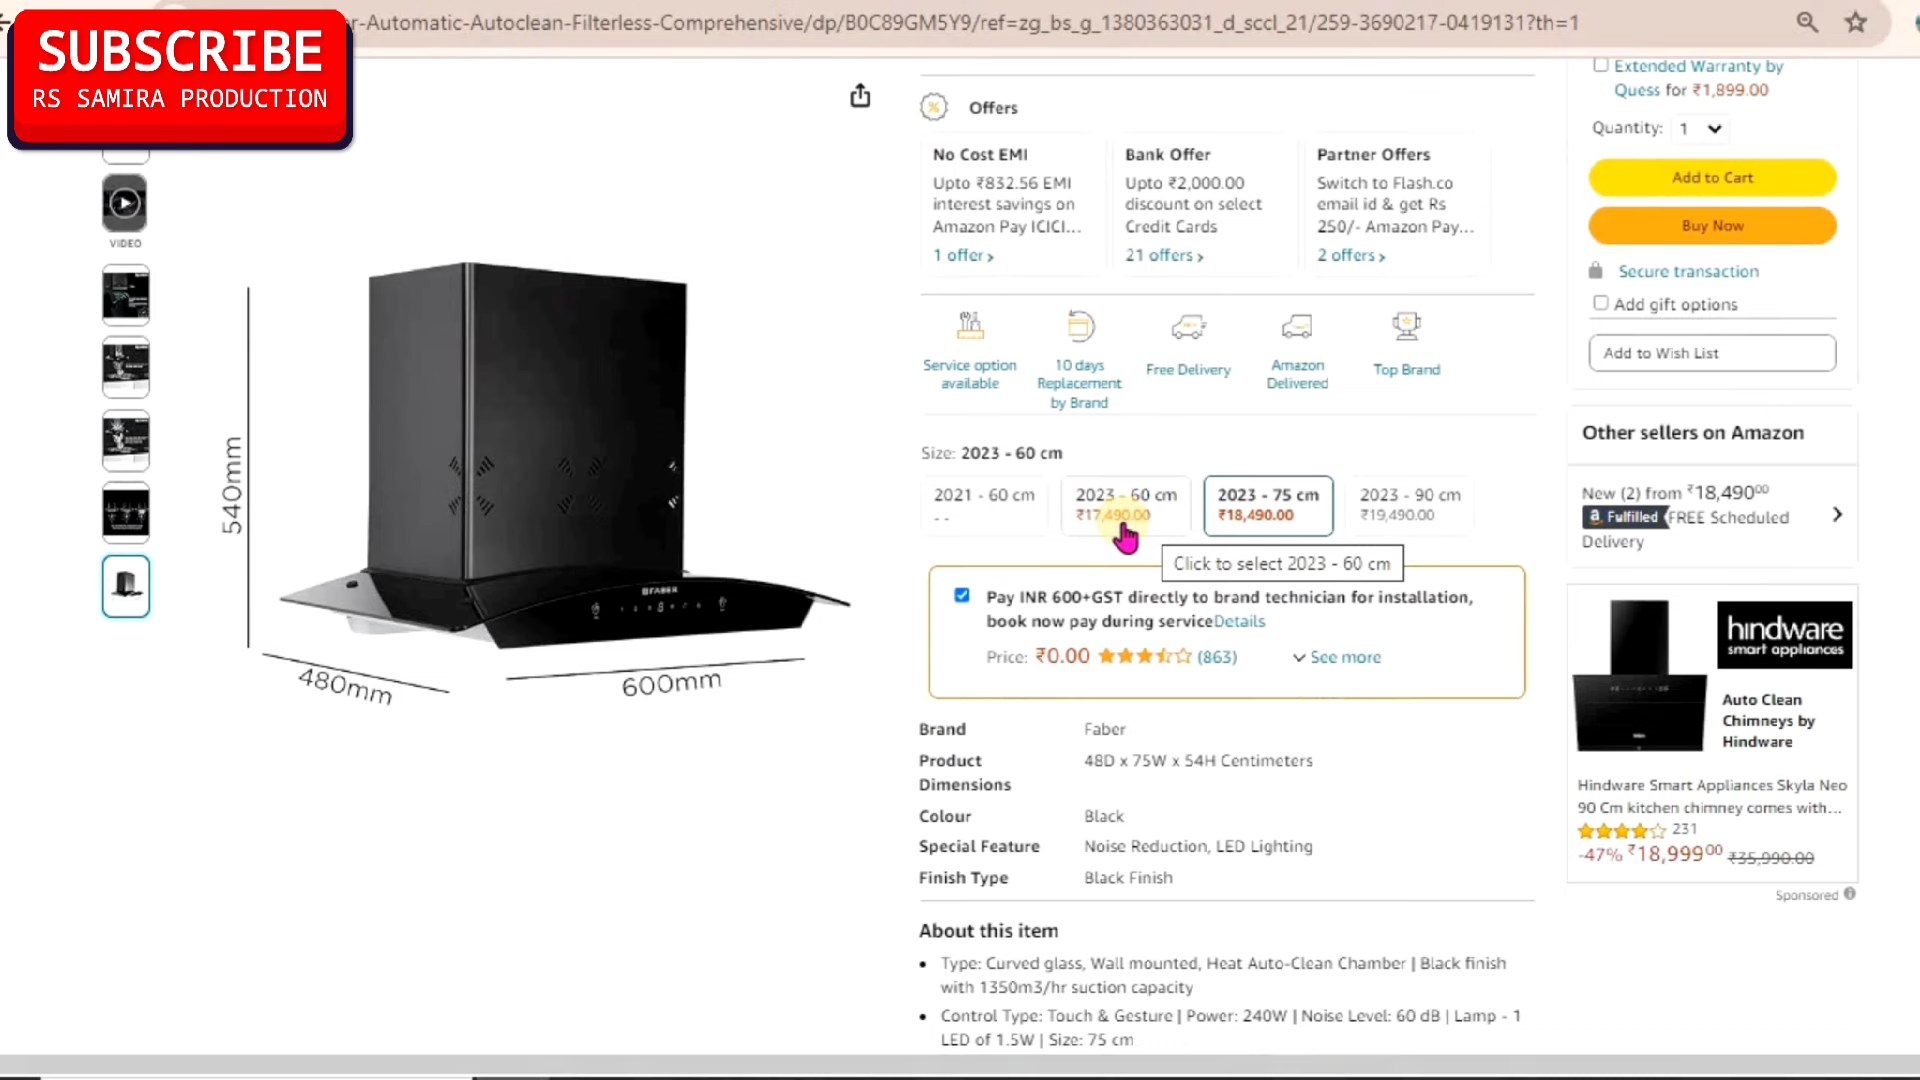 SUBSCRIBE
RS SAMIRA PRODUCTION
r-Automatic-Autoclean-Filterless-Comprehensive/dp/B0C89GM5Y9/ref=zg_bs_g_1380363031_d_sccl_21/259-3690217-0419131?th=1
VIDEO
540mm
480mm
600mm
FABER
Offers
No Cost EMI
Upto ₹832.56 EMI
interest savings on
Amazon Pay ICICI...
1 offer ›
Bank Offer
Upto ₹2,000.00
discount on select
Credit Cards
21 offers ›
Partner Offers
Switch to Flash.co
email id & get Rs
250/- Amazon Pay...
2 offers ›
Service option
available
10 days
Replacement
by Brand
Free Delivery
Amazon
Delivered
Top Brand
Size: 2023 - 60 cm
2021 - 60 cm
- -
2023 - 60 cm
₹17,490.00
2023 - 75 cm
₹18,490.00
2023 - 90 cm
₹19,490.00
Click to select 2023 - 60 cm
Pay INR 600+GST directly to brand technician for installation,
book now pay during serviceDetails
Price: ₹0.00 (863) See more
Brand Faber
Product Dimensions 48D x 75W x 54H Centimeters
Colour Black
Special Feature Noise Reduction, LED Lighting
Finish Type Black Finish
About this item
• Type: Curved glass, Wall mounted, Heat Auto-Clean Chamber | Black finish
with 1350m3/hr suction capacity
• Control Type: Touch & Gesture | Power: 240W | Noise Level: 60 dB | Lamp - 1
LED of 1.5W | Size: 75 cm
Extended Warranty by
Quess for ₹1,899.00
Quantity: 1
Add to Cart
Buy Now
Secure transaction
Add gift options
Add to Wish List
Other sellers on Amazon
New (2) from ₹18,490⁰⁰
a Fulfilled FREE Scheduled
Delivery
hindware
smart appliances
Auto Clean
Chimneys by
Hindware
Hindware Smart Appliances Skyla Neo
90 Cm kitchen chimney comes with...
231
-47% ₹18,999⁰⁰ ₹35,990.00
Sponsored